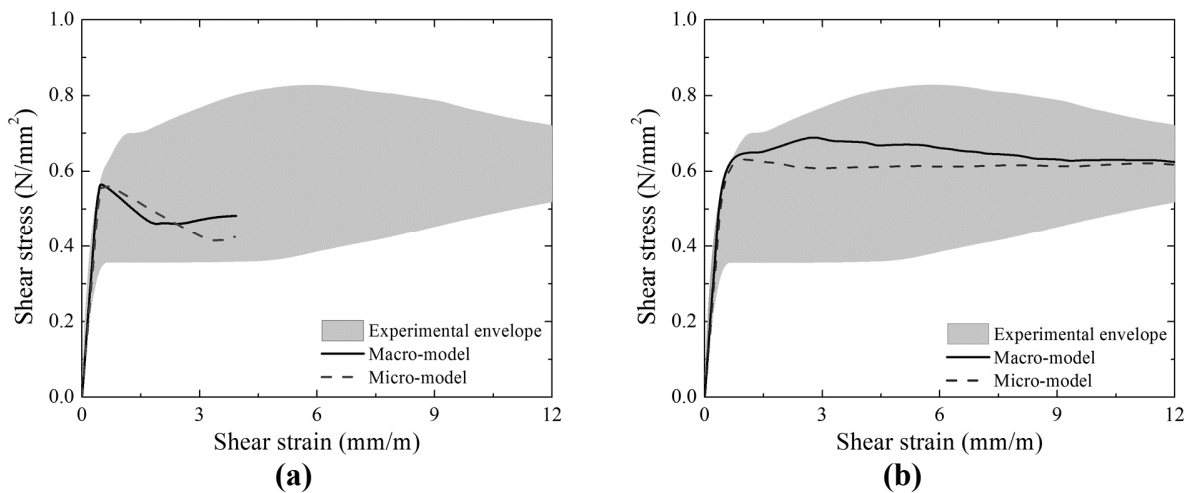 1.0
0.8
0.6
0.4
0.2
0.0
Shear stress (N/mm²)
0 3 6 9 12
Shear strain (mm/m)
Experimental envelope
Macro-model
Micro-model
(a)
1.0
0.8
0.6
0.4
0.2
0.0
Shear stress (N/mm²)
0 3 6 9 12
Shear strain (mm/m)
Experimental envelope
Macro-model
Micro-model
(b)